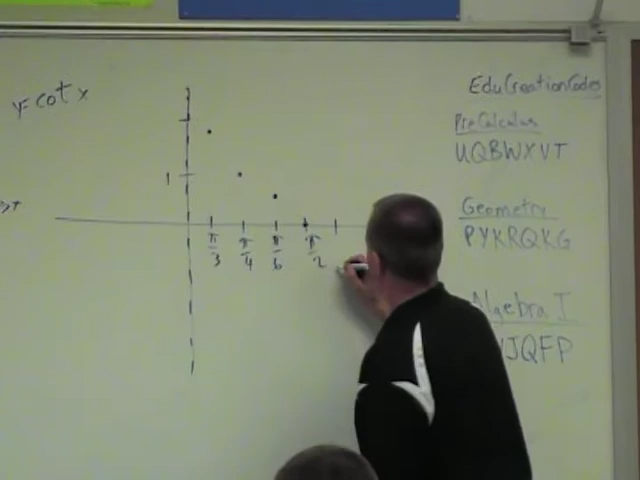 y=cot x
EduCreationCodes
PreCalculus
UQBWXVT
1
Geometry
PYKRQKG
π/3 π/4 π/6 π/2
Algebra I
JQFP